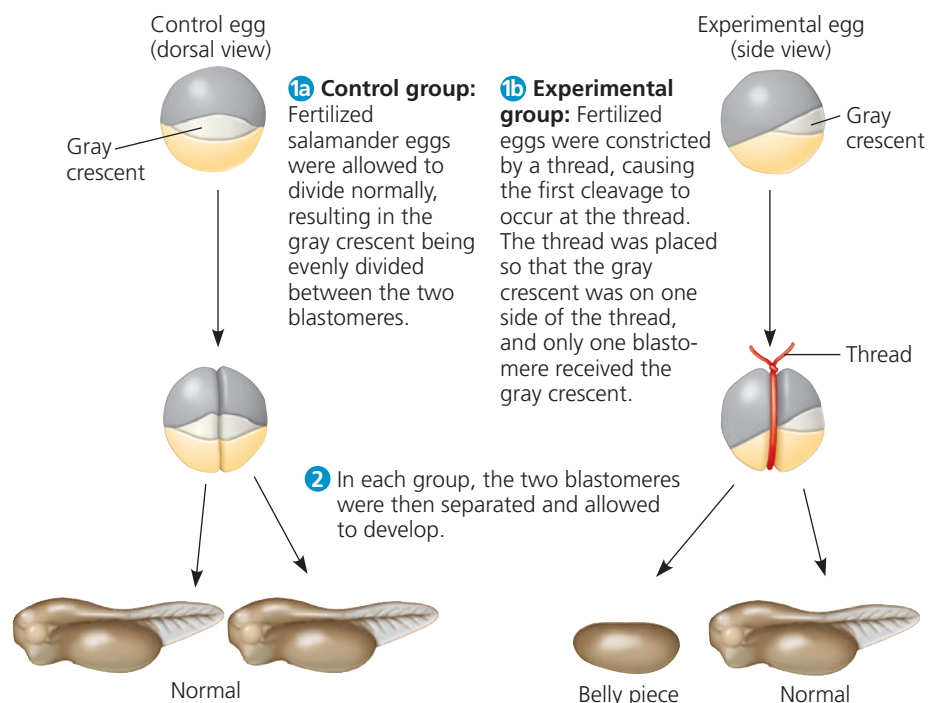 Control egg
(dorsal view)
Gray
crescent
1a Control group:
Fertilized
salamander eggs
were allowed to
divide normally,
resulting in the
gray crescent being
evenly divided
between the two
blastomeres.
Experimental egg
(side view)
1b Experimental
group: Fertilized
eggs were constricted
by a thread, causing
the first cleavage to
occur at the thread.
The thread was placed
so that the gray
crescent was on one
side of the thread,
and only one blasto-
mere received the
gray crescent.
Gray
crescent
Thread
2 In each group, the two blastomeres
were then separated and allowed
to develop.
Normal
Belly piece
Normal